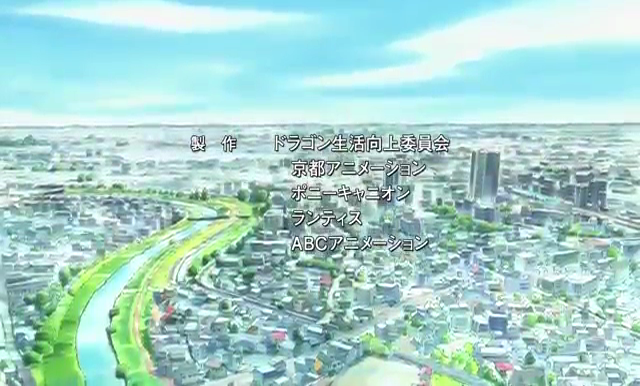 製作 ドラゴン生活向上委員会
京都アニメーション
ポニーキャニオン
ランティス
ABCアニメーション